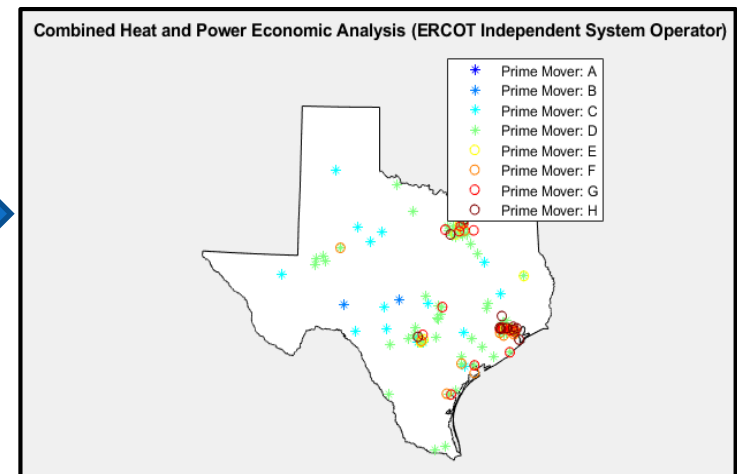 Combined Heat and Power Economic Analysis (ERCOT Independent System Operator)
Prime Mover: A
Prime Mover: B
Prime Mover: C
Prime Mover: D
Prime Mover: E
Prime Mover: F
Prime Mover: G
Prime Mover: H